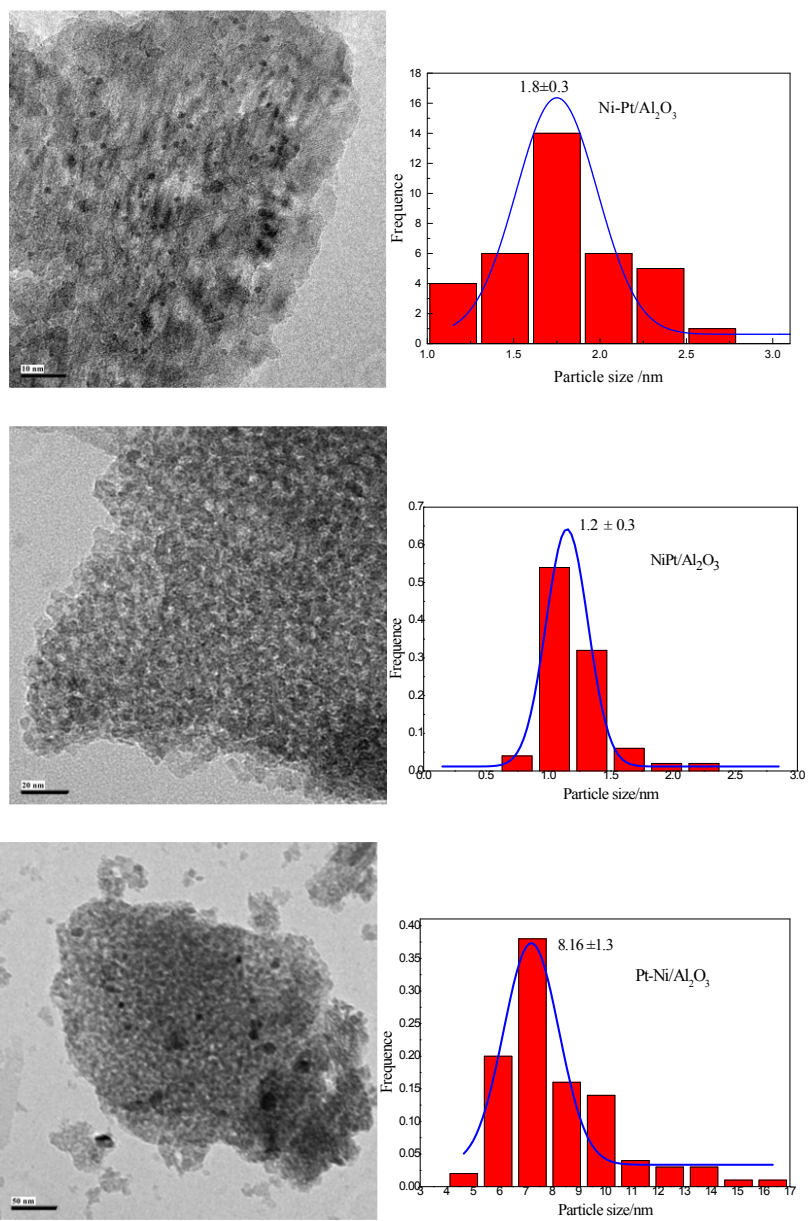 10 nm
1.8±0.3
Ni-Pt/Al₂O₃
Frequence
18
16
14
12
10
8
6
4
2
0
1.0 1.5 2.0 2.5 3.0
Particle size /nm
20 nm
1.2 ± 0.3
NiPt/Al₂O₃
Frequence
0.7
0.6
0.5
0.4
0.3
0.2
0.1
0.0
0.0 0.5 1.0 1.5 2.0 2.5 3.0
Particle size/nm
50 nm
8.16 ±1.3
Pt-Ni/Al₂O₃
Frequence
0.40
0.35
0.30
0.25
0.20
0.15
0.10
0.05
0.00
3 4 5 6 7 8 9 10 11 12 13 14 15 16 17
Particle size/nm